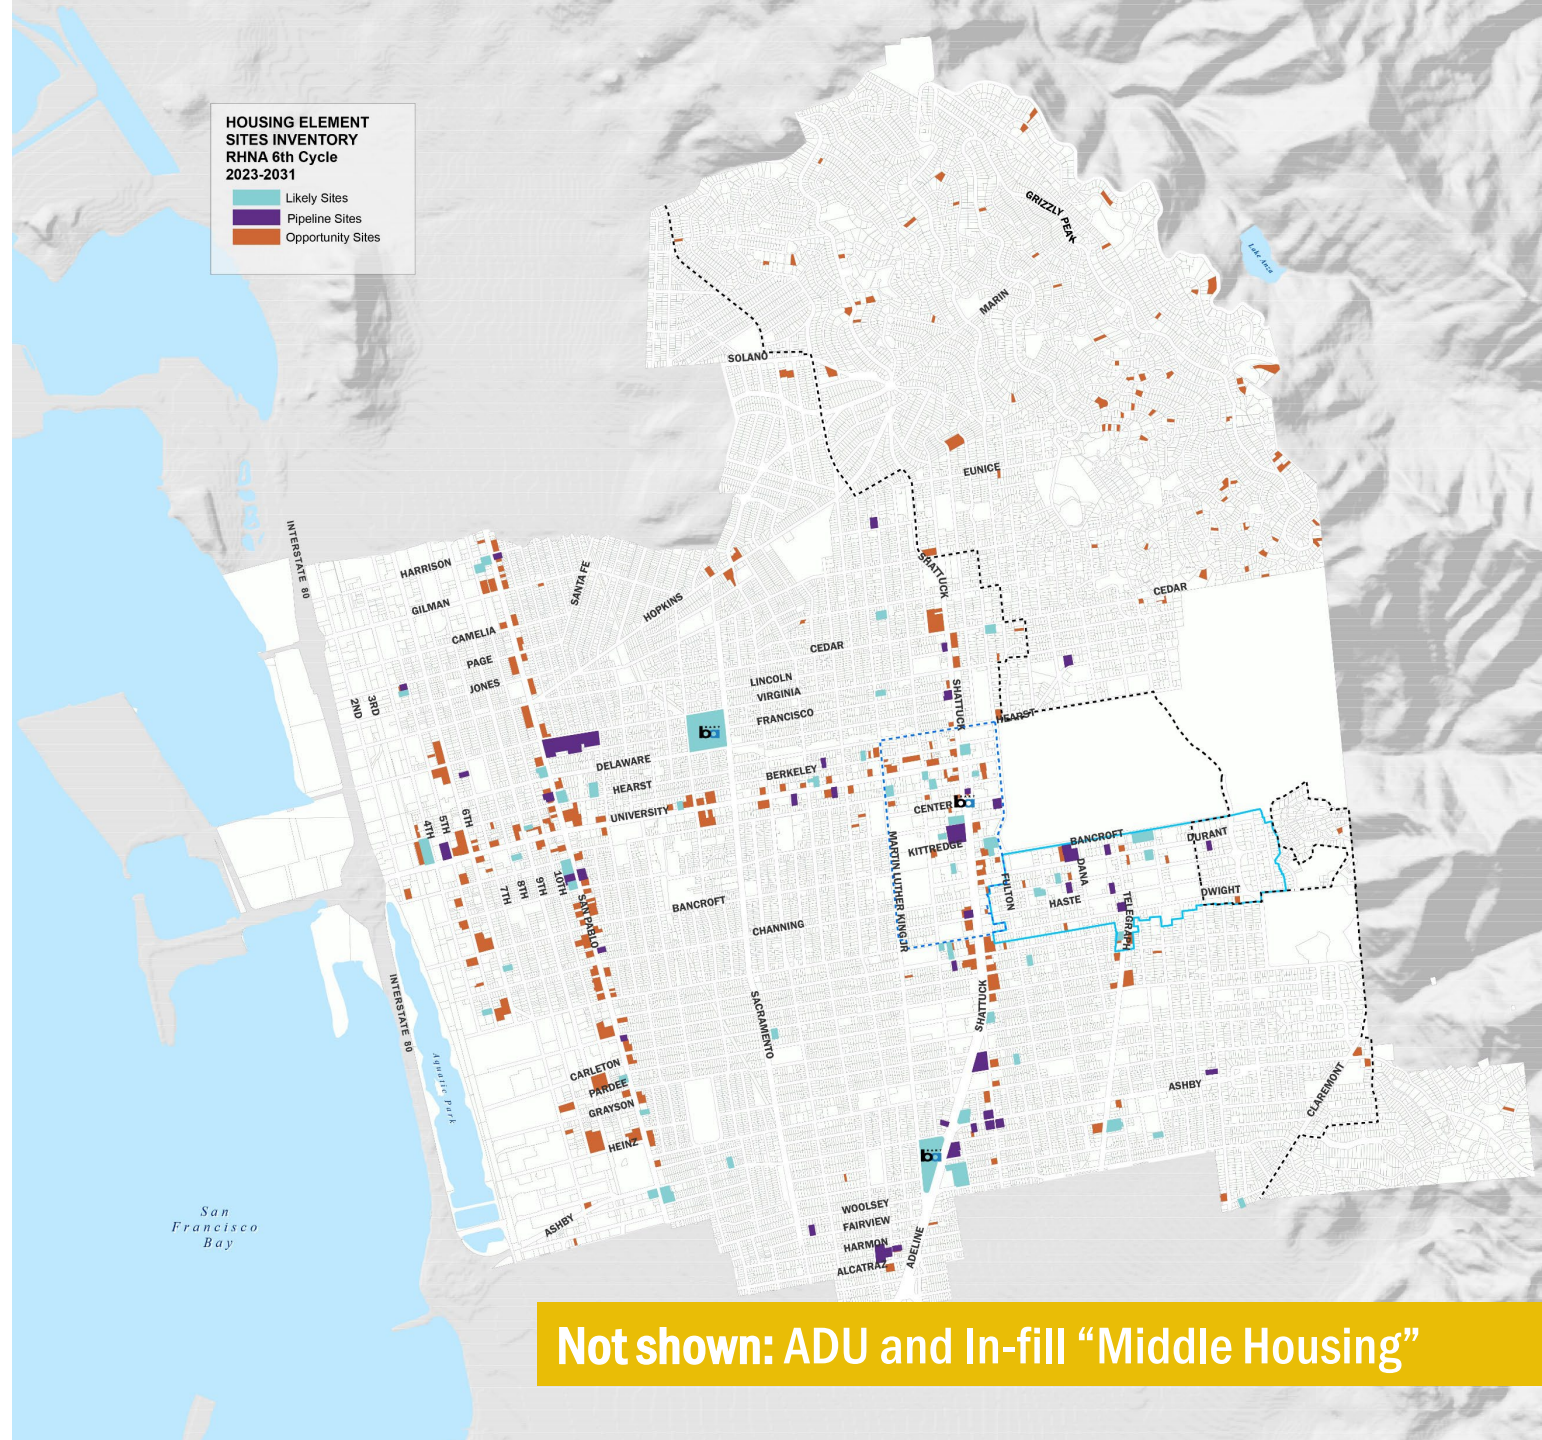 HOUSING ELEMENT
SITES INVENTORY
RHNA 6th Cycle
2023-2031
Likely Sites
Pipeline Sites
Opportunity Sites
GRIZZLY PEAK
Lake Anza
MARIN
SOLANO
EUNICE
INTERSTATE 80
HARRISON
SANTA FE
SHATTUCK
GILMAN
HOPKINS
CEDAR
CAMELIA
CEDAR
PAGE
LINCOLN
JONES
VIRGINIA
2ND
3RD
FRANCISCO
SHATTUCK
HEARST
ba
DELAWARE
BERKELEY
HEARST
CENTER
ba
UNIVERSITY
4TH
5TH
6TH
KITTREDGE
BANCROFT
DURANT
MARTIN LUTHER KING JR
DANA
7TH
8TH
9TH
10TH
FULTON
DWIGHT
BANCROFT
HASTE
SAN PABLO
TELEGRAPH
CHANNING
INTERSTATE 80
SACRAMENTO
SHATTUCK
Aquatic Park
CARLETON
PARDEE
ASHBY
CLAREMONT
GRAYSON
HEINZ
ba
WOOLSEY
San
Francisco
Bay
ASHBY
FAIRVIEW
HARMON
ADELINE
ALCATRAZ
Not shown: ADU and In-fill “Middle Housing”